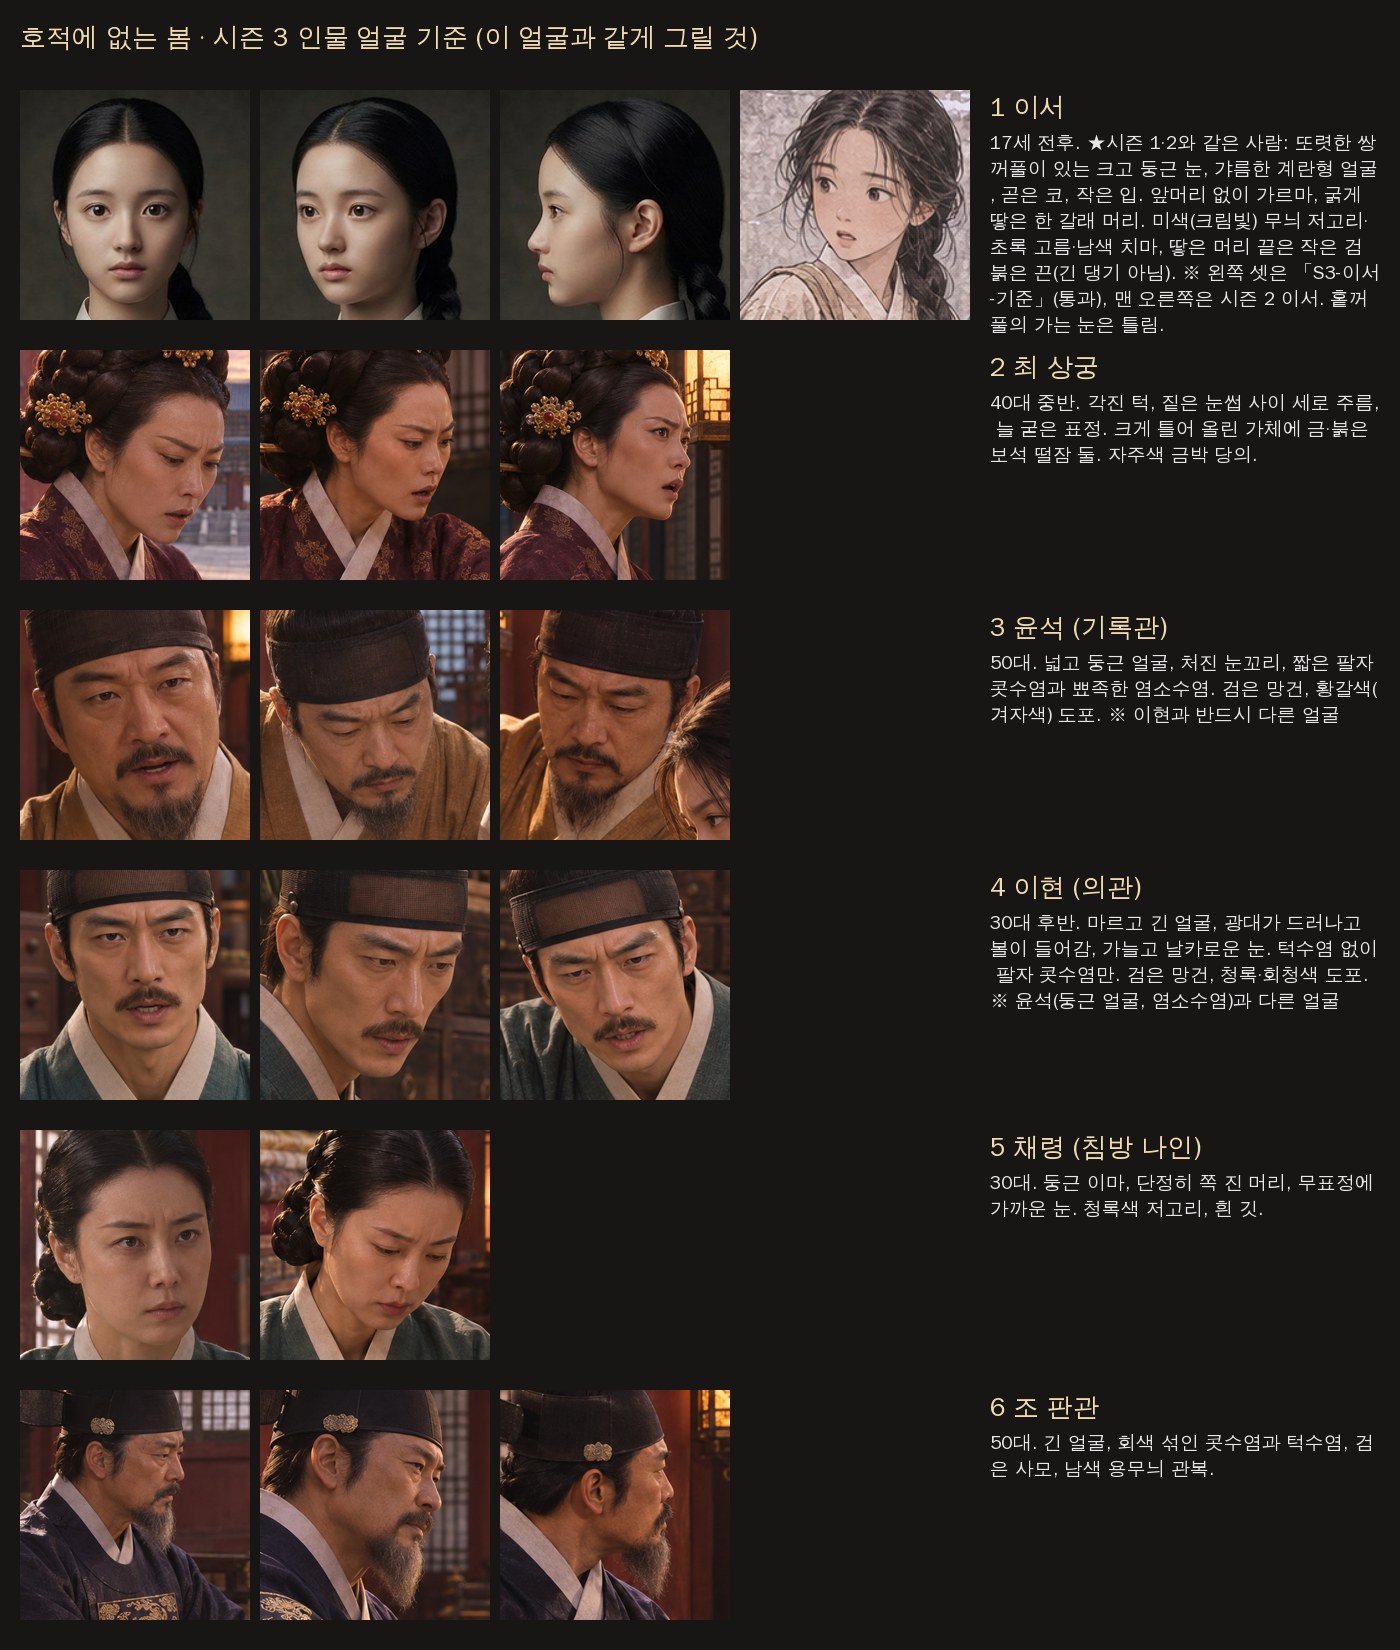 호적에 없는 봄 · 시즌 3 인물 얼굴 기준 (이 얼굴과 같게 그릴 것)
1 이서
17세 전후. ★시즌 1·2와 같은 사람: 또렷한 쌍
꺼풀이 있는 크고 둥근 눈, 갸름한 계란형 얼굴
, 곧은 코, 작은 입. 앞머리 없이 가르마, 굵게
땋은 한 갈래 머리. 미색(크림빛) 무늬 저고리·
초록 고름·남색 치마, 땋은 머리 끝은 작은 검
붉은 끈(긴 댕기 아님). ※ 왼쪽 셋은 「S3-이서
-기준」(통과), 맨 오른쪽은 시즌 2 이서. 홑꺼
풀의 가는 눈은 틀림.
2 최 상궁
40대 중반. 각진 턱, 짙은 눈썹 사이 세로 주름,
늘 굳은 표정. 크게 틀어 올린 가체에 금·붉은
보석 떨잠 둘. 자주색 금박 당의.
3 윤석 (기록관)
50대. 넓고 둥근 얼굴, 처진 눈꼬리, 짧은 팔자
콧수염과 뾰족한 염소수염. 검은 망건, 황갈색(
겨자색) 도포. ※ 이현과 반드시 다른 얼굴
4 이현 (의관)
30대 후반. 마르고 긴 얼굴, 광대가 드러나고
볼이 들어감, 가늘고 날카로운 눈. 턱수염 없이
팔자 콧수염만. 검은 망건, 청록·회청색 도포.
※ 윤석(둥근 얼굴, 염소수염)과 다른 얼굴
5 채령 (침방 나인)
30대. 둥근 이마, 단정히 쪽 진 머리, 무표정에
가까운 눈. 청록색 저고리, 흰 깃.
6 조 판관
50대. 긴 얼굴, 회색 섞인 콧수염과 턱수염, 검
은 사모, 남색 용무늬 관복.